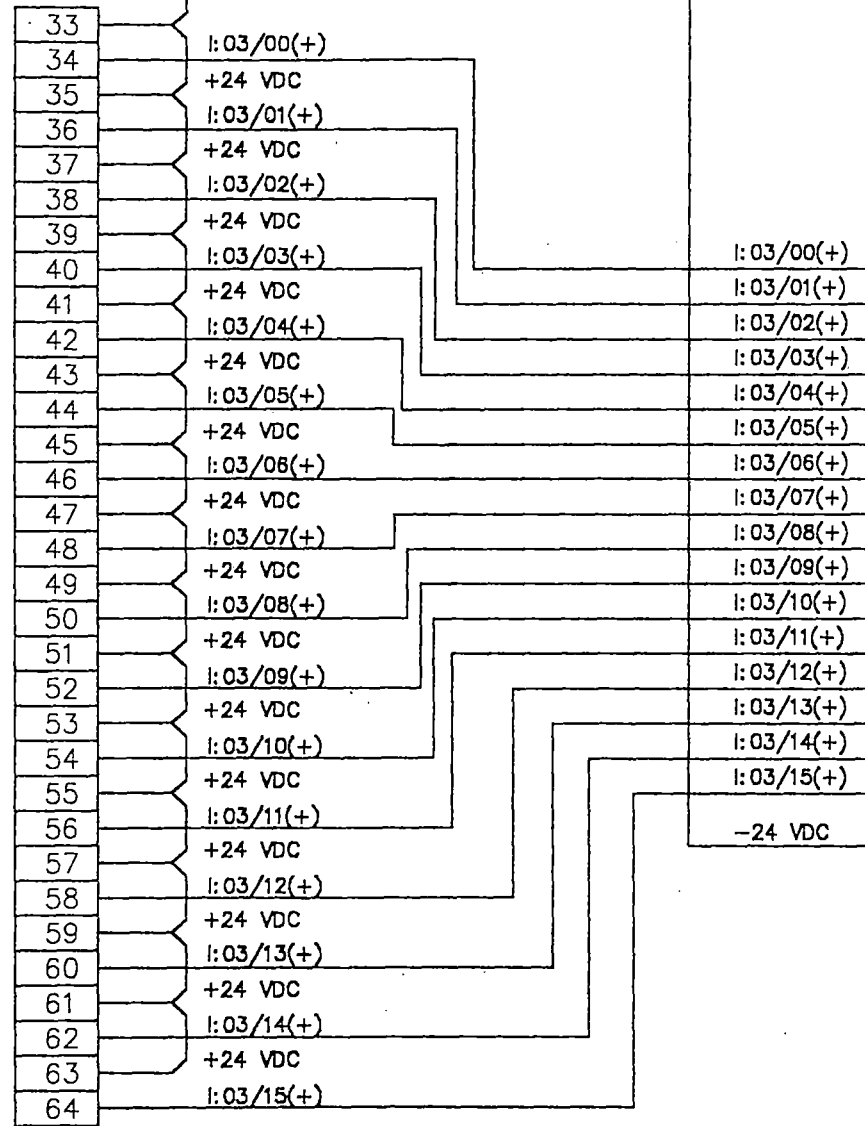 33
I:03/00(+)
34
+24 VDC
35
I:03/01(+)
36
+24 VDC
37
I:03/02(+)
38
+24 VDC
39
I:03/03(+)
40
+24 VDC
41
I:03/04(+)
42
+24 VDC
43
I:03/05(+)
44
+24 VDC
45
I:03/06(+)
46
+24 VDC
47
I:03/07(+)
48
+24 VDC
49
I:03/08(+)
50
+24 VDC
51
I:03/09(+)
52
+24 VDC
53
I:03/10(+)
54
+24 VDC
55
I:03/11(+)
56
+24 VDC
57
I:03/12(+)
58
+24 VDC
59
I:03/13(+)
60
+24 VDC
61
I:03/14(+)
62
+24 VDC
63
I:03/15(+)
64
I:03/00(+)
I:03/01(+)
I:03/02(+)
I:03/03(+)
I:03/04(+)
I:03/05(+)
I:03/06(+)
I:03/07(+)
I:03/08(+)
I:03/09(+)
I:03/10(+)
I:03/11(+)
I:03/12(+)
I:03/13(+)
I:03/14(+)
I:03/15(+)
-24 VDC